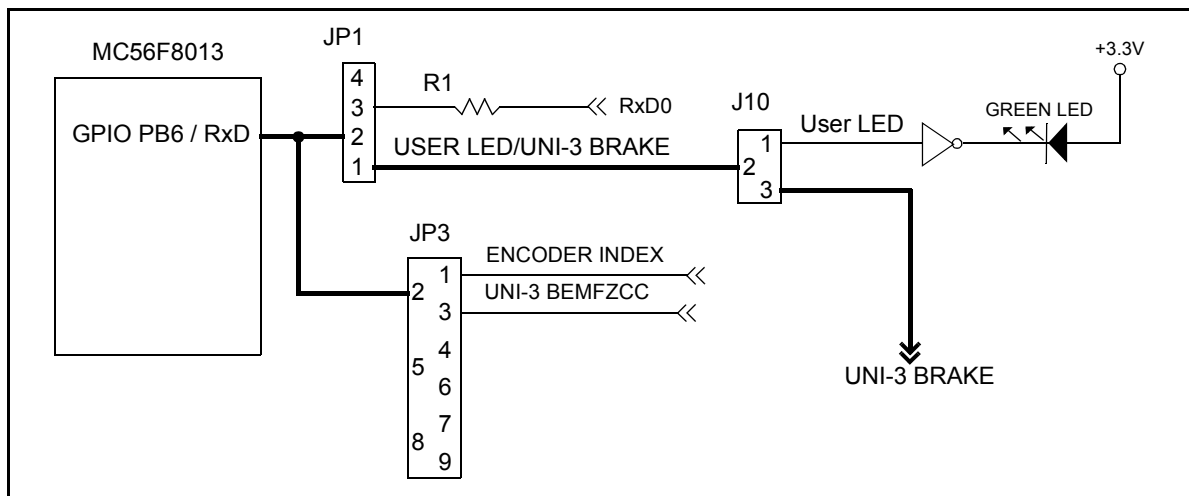 MC56F8013
GPIO PB6 / RxD
JP1
4
3
2
1
R1
RxD0
USER LED/UNI-3 BRAKE
J10
1
2
3
User LED
GREEN LED
+3.3V
UNI-3 BRAKE
JP3
1
2
3
4
5
6
7
8
9
ENCODER INDEX
UNI-3 BEMFZCC